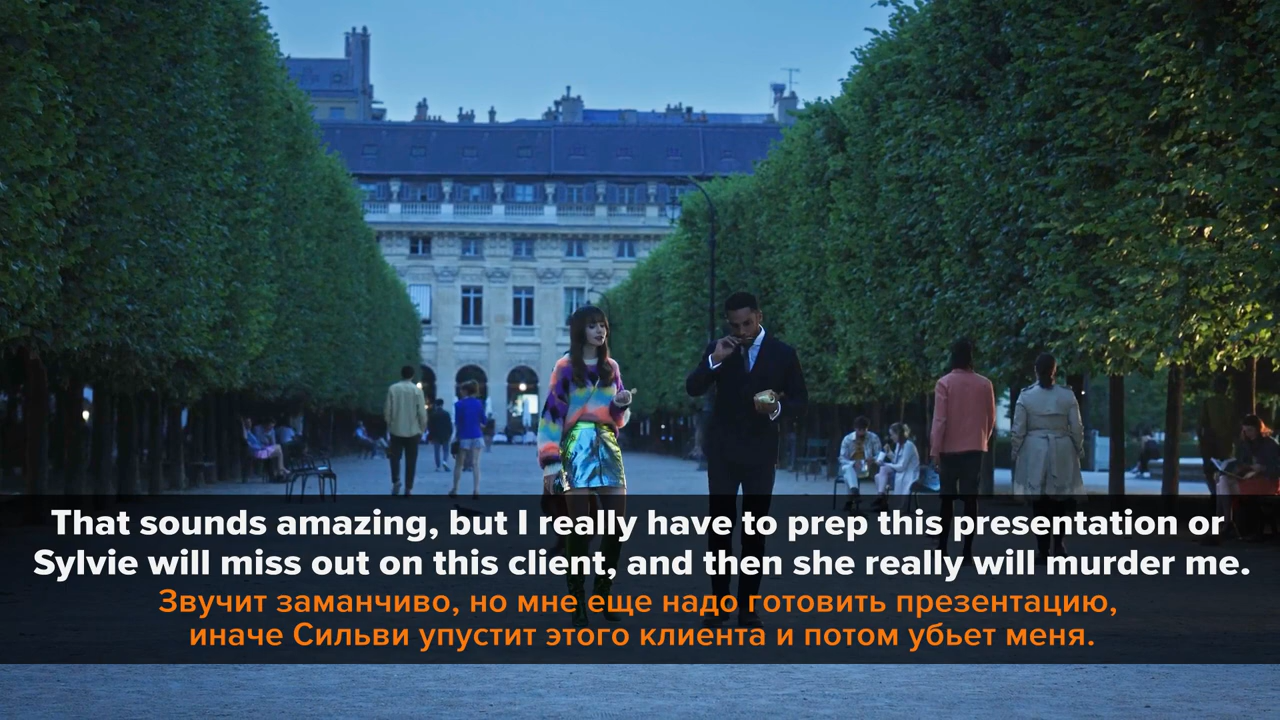 That sounds amazing, but I really have to prep this presentation or
Sylvie will miss out on this client, and then she really will murder me.
Звучит заманчиво, но мне еще надо готовить презентацию,
иначе Сильви упустит этого клиента и потом убьет меня.